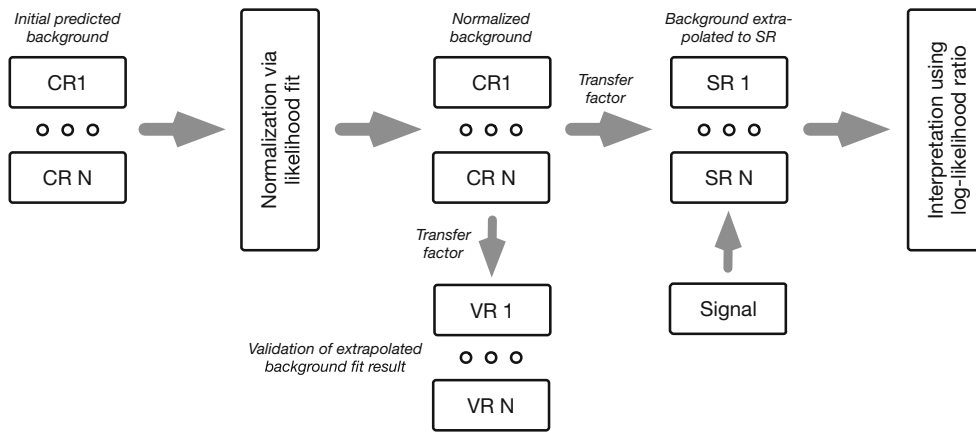 Initial predicted
background
CR1
CR N
Normalization via
likelihood fit
Normalized
background
CR1
CR N
Transfer
factor
Background extra-
polated to SR
SR 1
SR N
Interpretation using
log-likelihood ratio
Transfer
factor
VR 1
Validation of extrapolated
background fit result
VR N
Signal